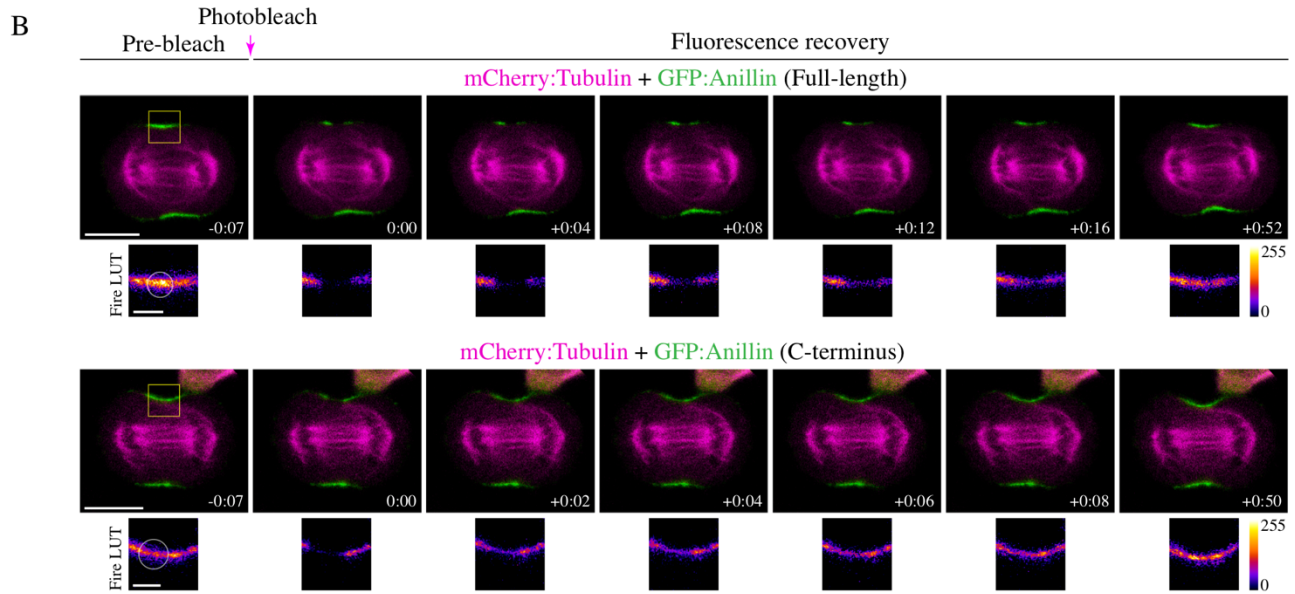 B
Photobleach
Pre-bleach
Fluorescence recovery
mCherry:Tubulin + GFP:Anillin (Full-length)
-0:07
0:00
+0:04
+0:08
+0:12
+0:16
+0:52
Fire LUT
255
0
mCherry:Tubulin + GFP:Anillin (C-terminus)
-0:07
0:00
+0:02
+0:04
+0:06
+0:08
+0:50
Fire LUT
255
0